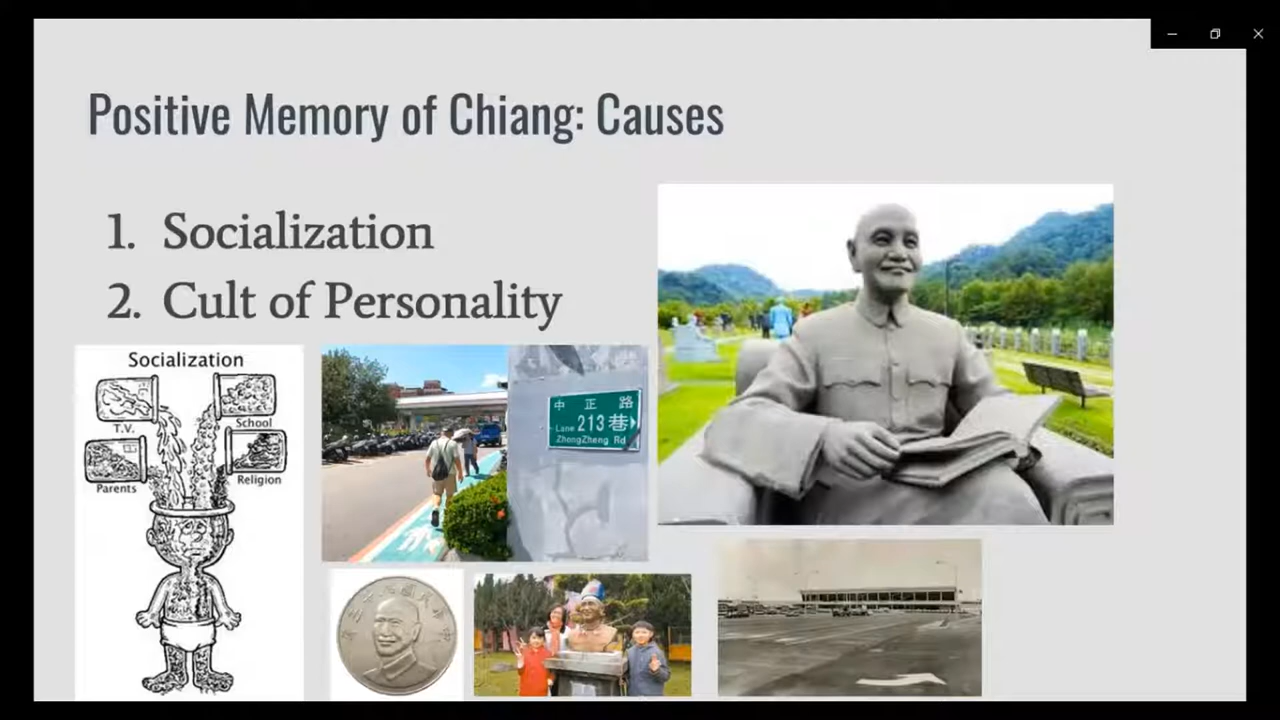 Positive Memory of Chiang: Causes
1. Socialization
2. Cult of Personality
Socialization
T.V.
School
Parents
Religion
中 正 路
Lane 213 巷
ZhongZheng Rd